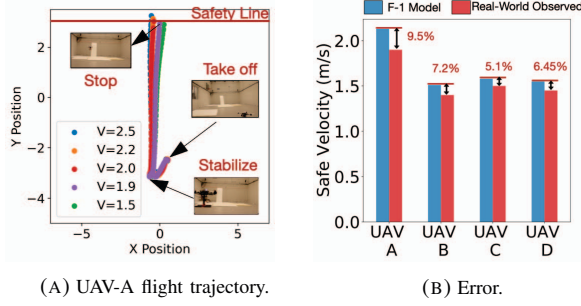 Safety Line
2
0
−2
−4
Y Position
Stop
Take off
Stabilize
V=2.5
V=2.2
V=2.0
V=1.9
V=1.5
−5
0
5
X Position
(A) UAV-A flight trajectory.
F-1 Model
Real-World Observed
2.0
1.5
1.0
0.5
0.0
Safe Velocity (m/s)
9.5%
7.2%
5.1%
6.45%
UAV UAV UAV UAV
A B C D
(B) Error.